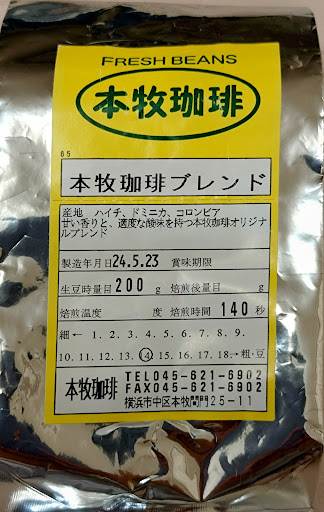 FRESH BEANS
本牧珈琲
65
本牧珈琲ブレンド
産地 ハイチ、ドミニカ、コロンビア
甘い香りと、適度な酸味を持つ本牧珈琲オリジナ
ルブレンド
製造年月日24.5.23 賞味期限
生豆時量目200g 焙煎後量目 g
焙煎温度 度 焙煎時間 140秒
細← 1. 2. 3. 4. 5. 6. 7. 8. 9.
10. 11. 12. 13. ⑭ 15. 16. 17. 18.→粗・豆
本牧珈琲 TEL045-621-6902
FAX045-621-6902
横浜市中区本牧間門25-11